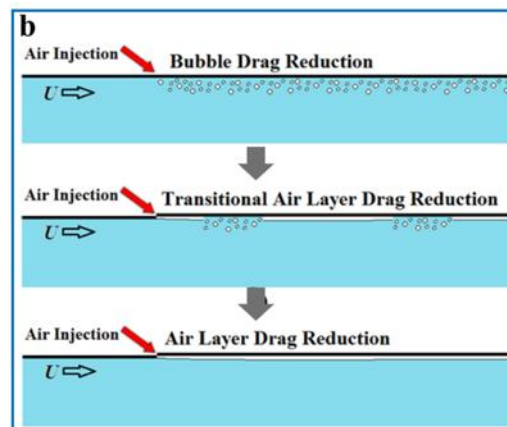 b
Air Injection
Bubble Drag Reduction
U
Air Injection
Transitional Air Layer Drag Reduction
U
Air Injection
Air Layer Drag Reduction
U